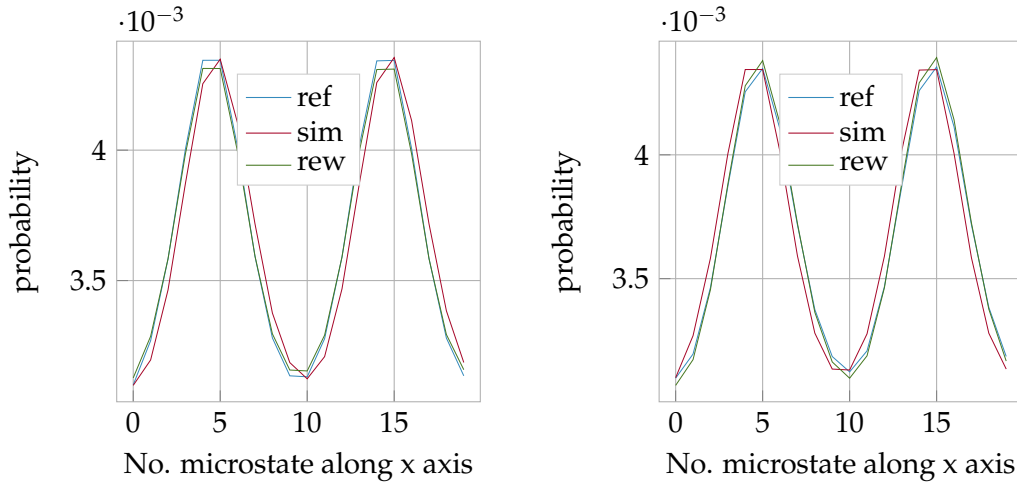 ·10−3
4
3.5
probability
ref
sim
rew
0 5 10 15
No. microstate along x axis
·10−3
4
3.5
probability
ref
sim
rew
0 5 10 15
No. microstate along x axis